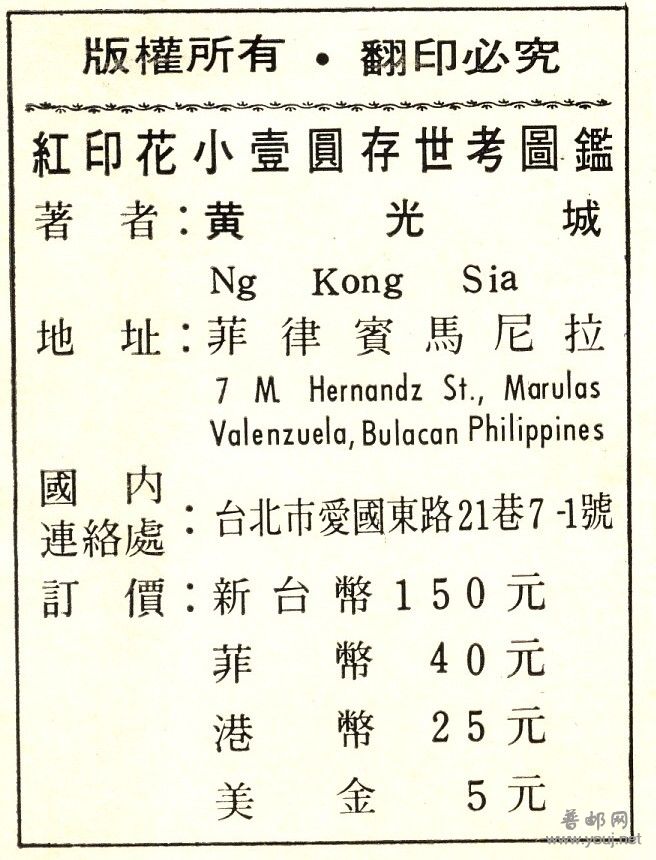 版權所有・翻印必究
紅印花小壹圓存世考圖鑑
著者：黄光城
Ng Kong Sia
地址：菲律賓馬尼拉
7 M. Hernandz St., Marulas
Valenzuela, Bulacan Philippines
國內
連絡處：台北市愛國東路21巷7-1號
訂價：新台幣150元
菲幣40元
港幣25元
美金5元
普邮网
www.youj.net